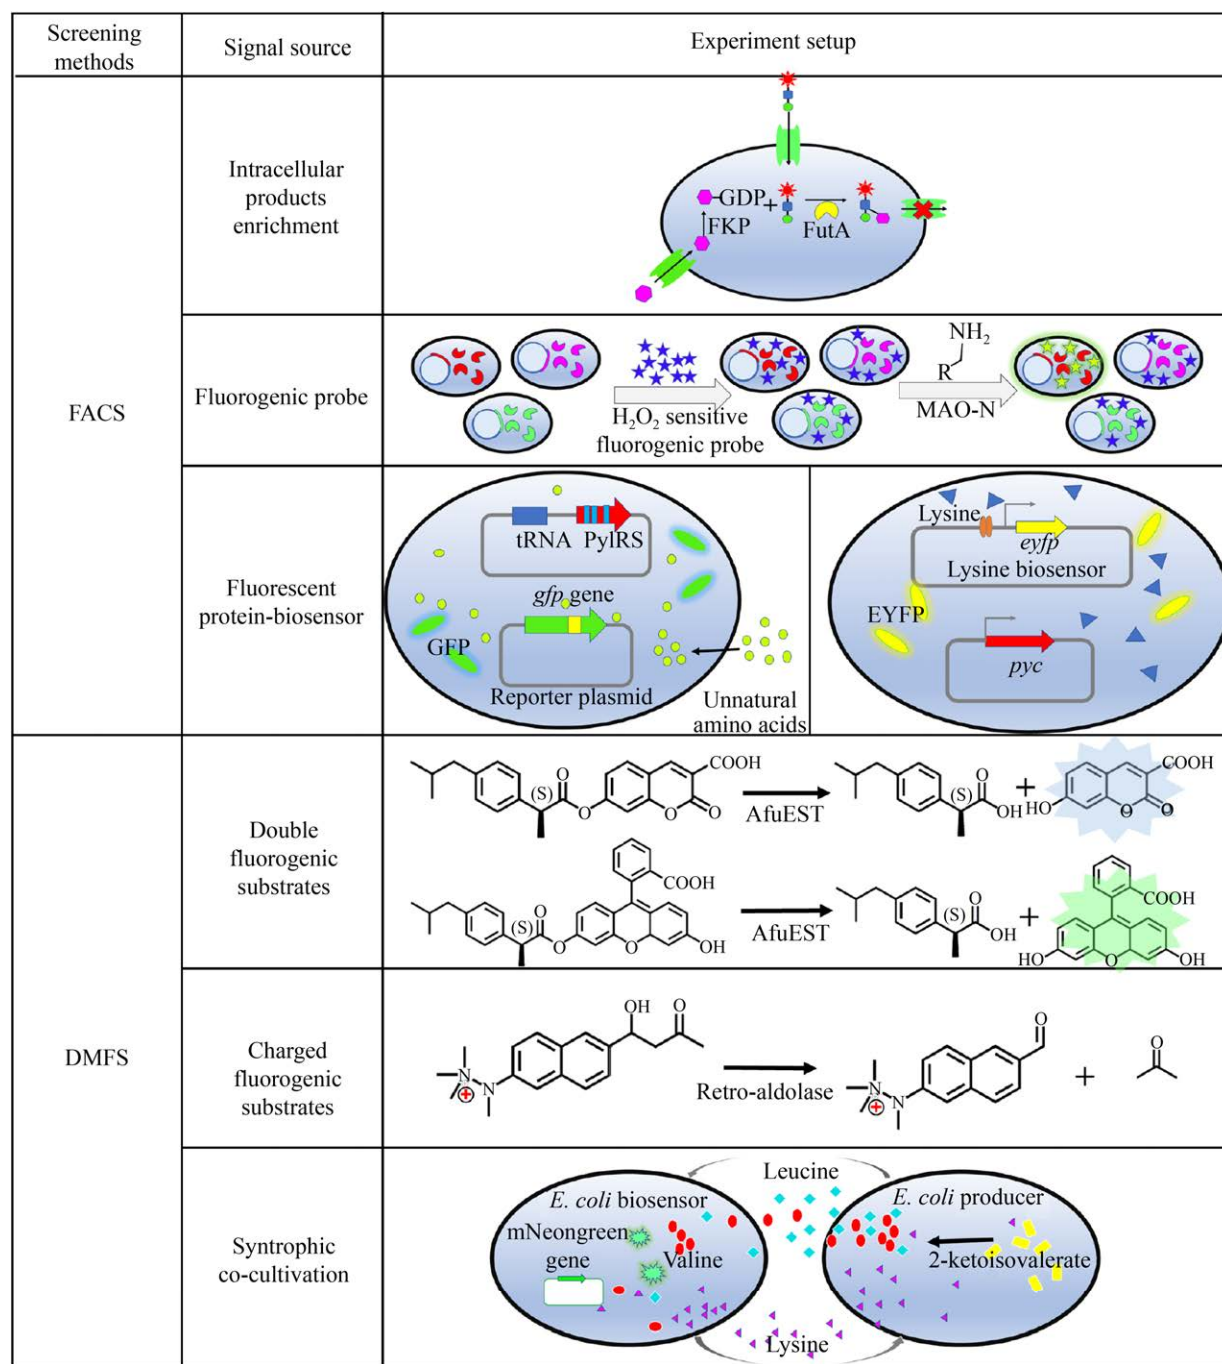 Screening
methods
Signal source
Experiment setup
FACS
Intracellular
products
enrichment
GDP
+
FKP
FutA
Fluorogenic probe
H₂O₂ sensitive
fluorogenic probe
NH₂
R
MAO-N
Fluorescent
protein-biosensor
tRNA PylRS
gfp gene
GFP
Reporter plasmid
Unnatural
amino acids
Lysine
eyfp
Lysine biosensor
EYFP
pyc
DMFS
Double
fluorogenic
substrates
O
(S)
O
O
O
COOH
AfuEST
O
(S)
OH
+
HO
O
O
COOH
O
(S)
O
O
COOH
OH
AfuEST
O
(S)
OH
+
COOH
HO
O
OH
Charged
fluorogenic
substrates
OH
O
N
N
+
Retro-aldolase
O
N
N
+
+
O
Syntrophic
co-cultivation
Leucine
E. coli biosensor
mNeongreen
gene
Valine
E. coli producer
2-ketoisovalerate
Lysine